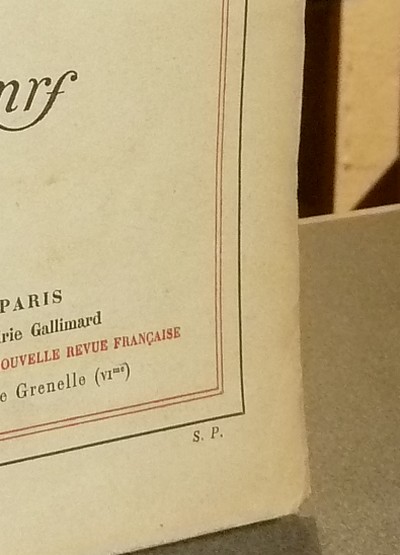 nrf
PARIS
rie Gallimard
OUVELLE REVUE FRANÇAISE
e Grenelle (VIme)
S. P.